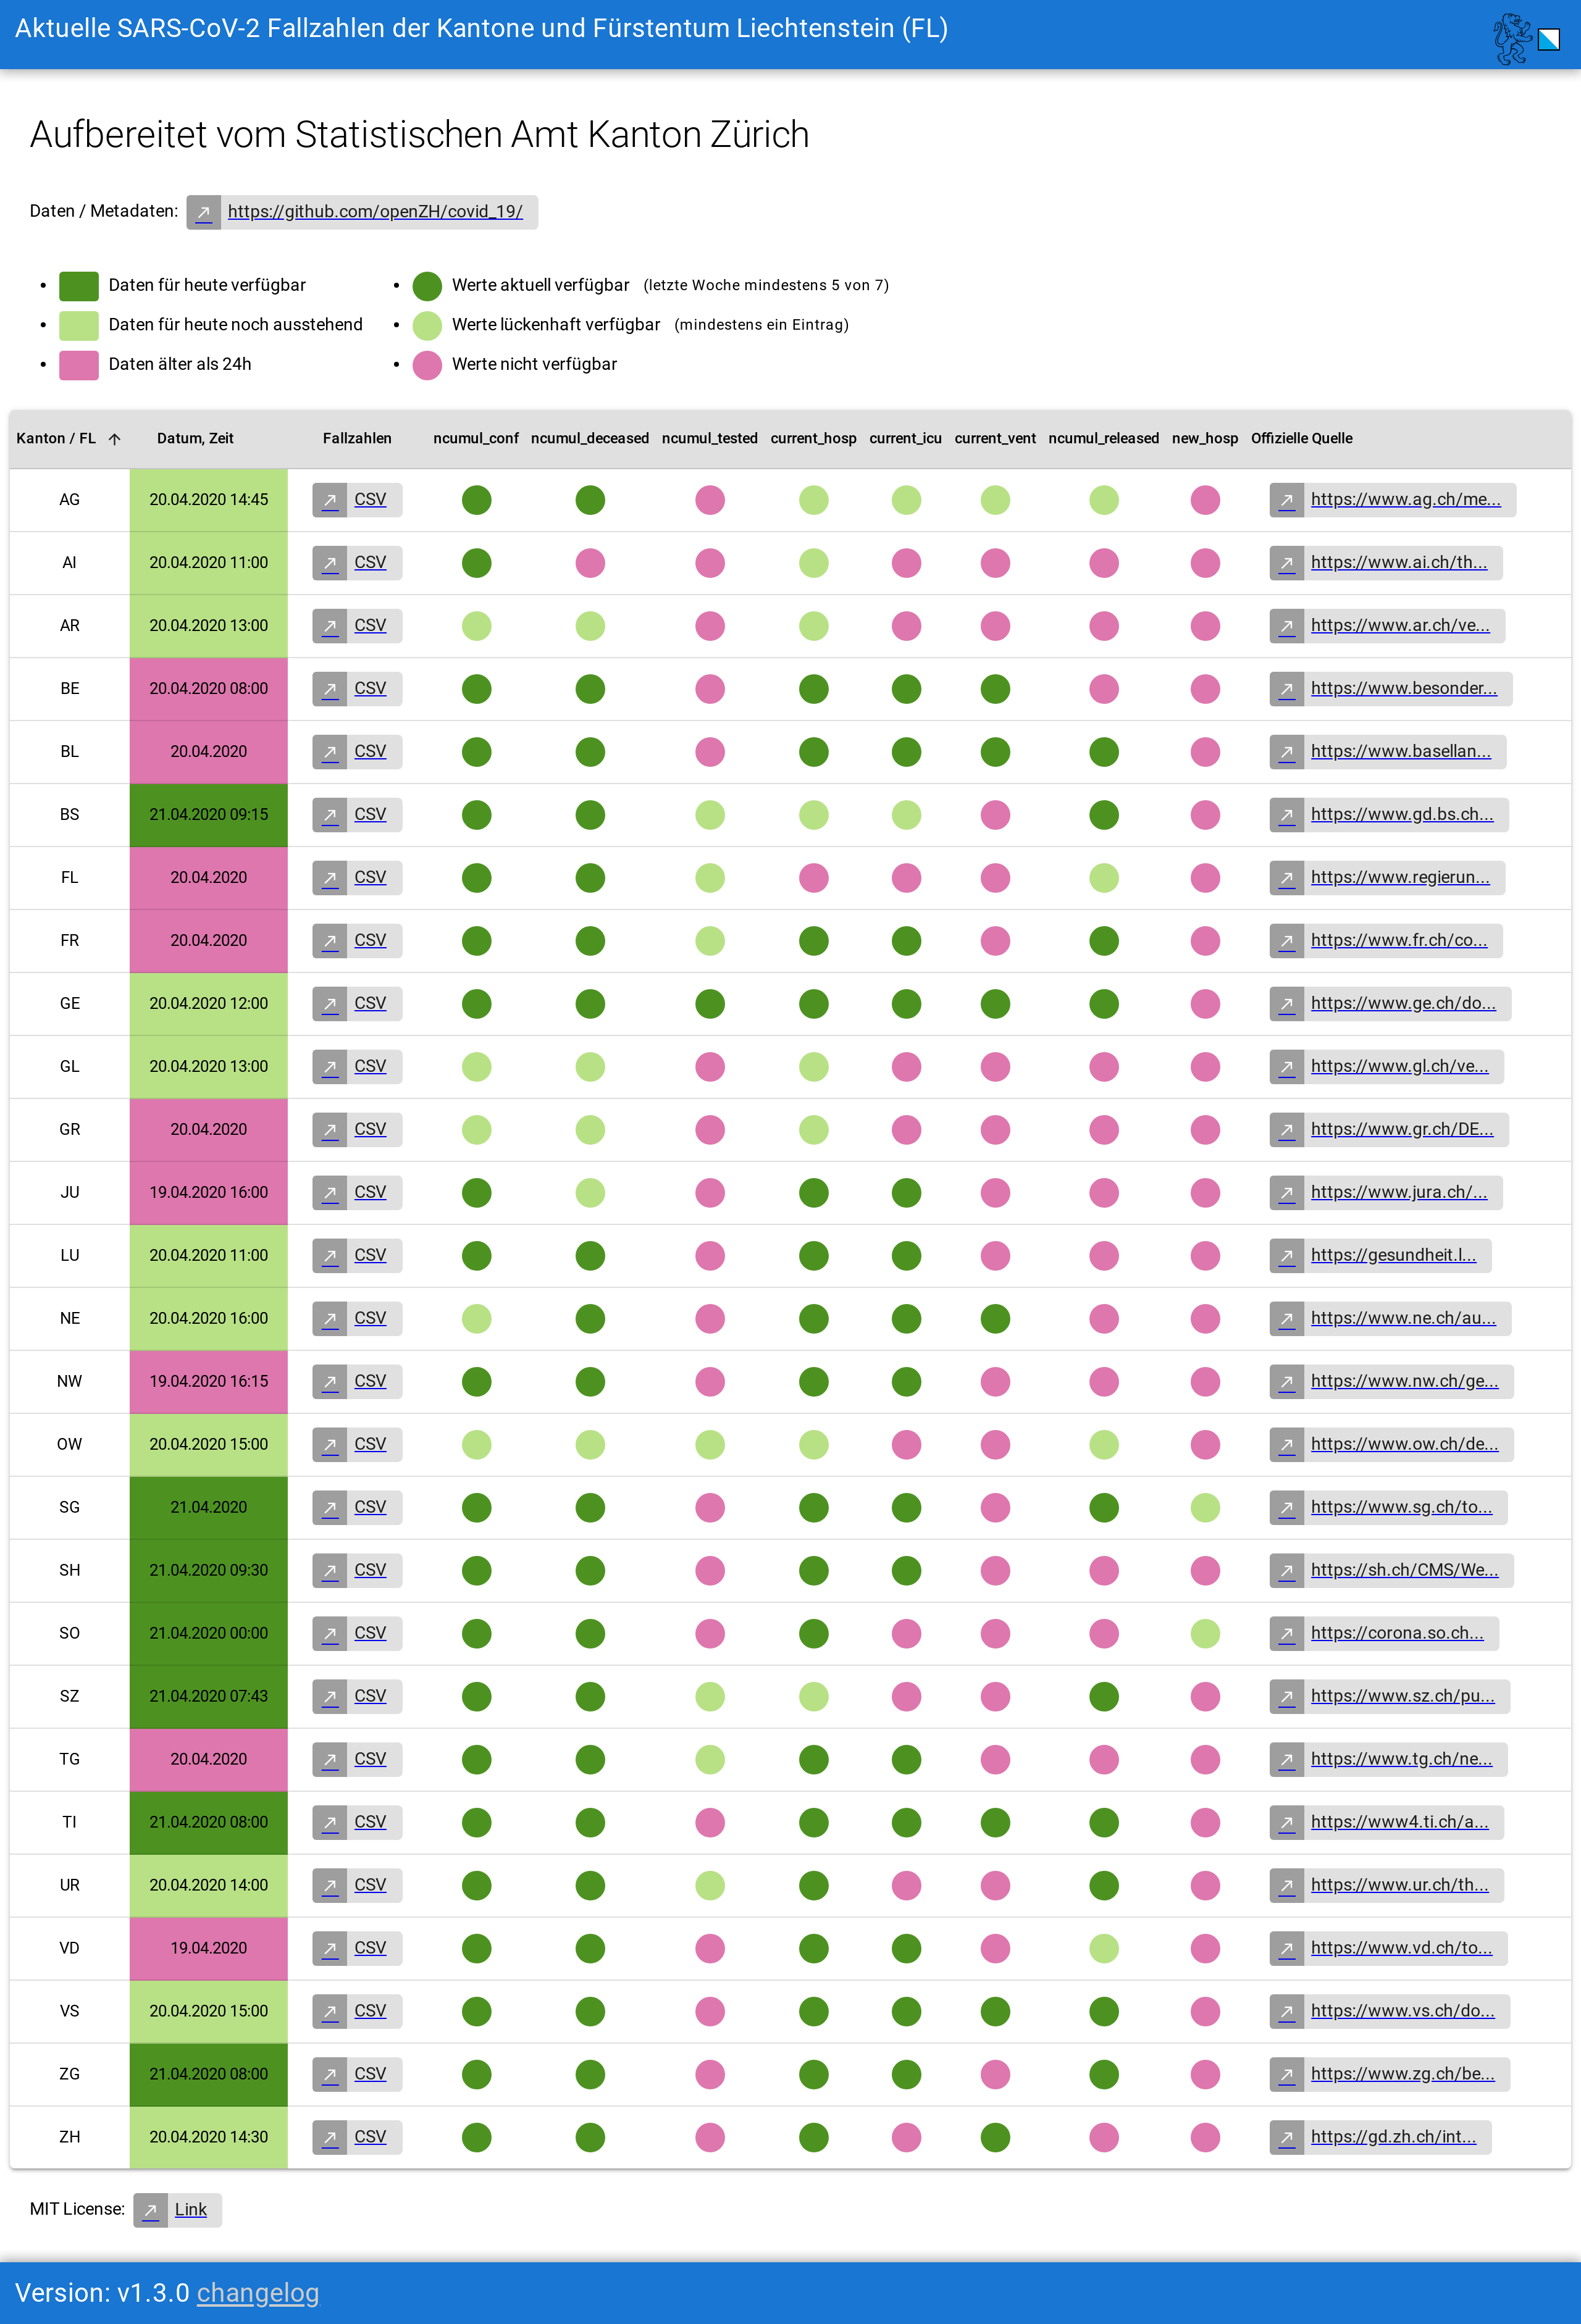 Aktuelle SARS-CoV-2 Fallzahlen der Kantone und Fürstentum Liechtenstein (FL)
Aufbereitet vom Statistischen Amt Kanton Zürich
Daten / Metadaten: https://github.com/openZH/covid_19/
Daten für heute verfügbar
Daten für heute noch ausstehend
Daten älter als 24h
Werte aktuell verfügbar (letzte Woche mindestens 5 von 7)
Werte lückenhaft verfügbar (mindestens ein Eintrag)
Werte nicht verfügbar
Kanton / FL Datum, Zeit Fallzahlen ncumul_conf ncumul_deceased ncumul_tested current_hosp current_icu current_vent ncumul_released new_hosp Offizielle Quelle
AG 20.04.2020 14:45 CSV https://www.ag.ch/me...
AI 20.04.2020 11:00 CSV https://www.ai.ch/th...
AR 20.04.2020 13:00 CSV https://www.ar.ch/ve...
BE 20.04.2020 08:00 CSV https://www.besonder...
BL 20.04.2020 CSV https://www.basellan...
BS 21.04.2020 09:15 CSV https://www.gd.bs.ch...
FL 20.04.2020 CSV https://www.regierun...
FR 20.04.2020 CSV https://www.fr.ch/co...
GE 20.04.2020 12:00 CSV https://www.ge.ch/do...
GL 20.04.2020 13:00 CSV https://www.gl.ch/ve...
GR 20.04.2020 CSV https://www.gr.ch/DE...
JU 19.04.2020 16:00 CSV https://www.jura.ch/...
LU 20.04.2020 11:00 CSV https://gesundheit.l...
NE 20.04.2020 16:00 CSV https://www.ne.ch/au...
NW 19.04.2020 16:15 CSV https://www.nw.ch/ge...
OW 20.04.2020 15:00 CSV https://www.ow.ch/de...
SG 21.04.2020 CSV https://www.sg.ch/to...
SH 21.04.2020 09:30 CSV https://sh.ch/CMS/We...
SO 21.04.2020 00:00 CSV https://corona.so.ch...
SZ 21.04.2020 07:43 CSV https://www.sz.ch/pu...
TG 20.04.2020 CSV https://www.tg.ch/ne...
TI 21.04.2020 08:00 CSV https://www4.ti.ch/a...
UR 20.04.2020 14:00 CSV https://www.ur.ch/th...
VD 19.04.2020 CSV https://www.vd.ch/to...
VS 20.04.2020 15:00 CSV https://www.vs.ch/do...
ZG 21.04.2020 08:00 CSV https://www.zg.ch/be...
ZH 20.04.2020 14:30 CSV https://gd.zh.ch/int...
MIT License: Link
Version: v1.3.0 changelog